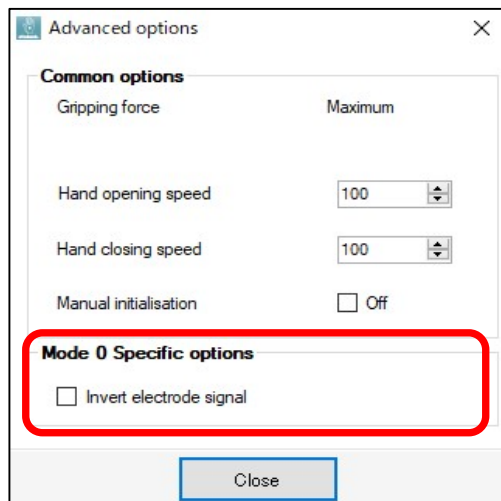 Advanced options
Common options
Gripping force Maximum
Hand opening speed 100
Hand closing speed 100
Manual initialisation Off
Mode 0 Specific options
Invert electrode signal
Close